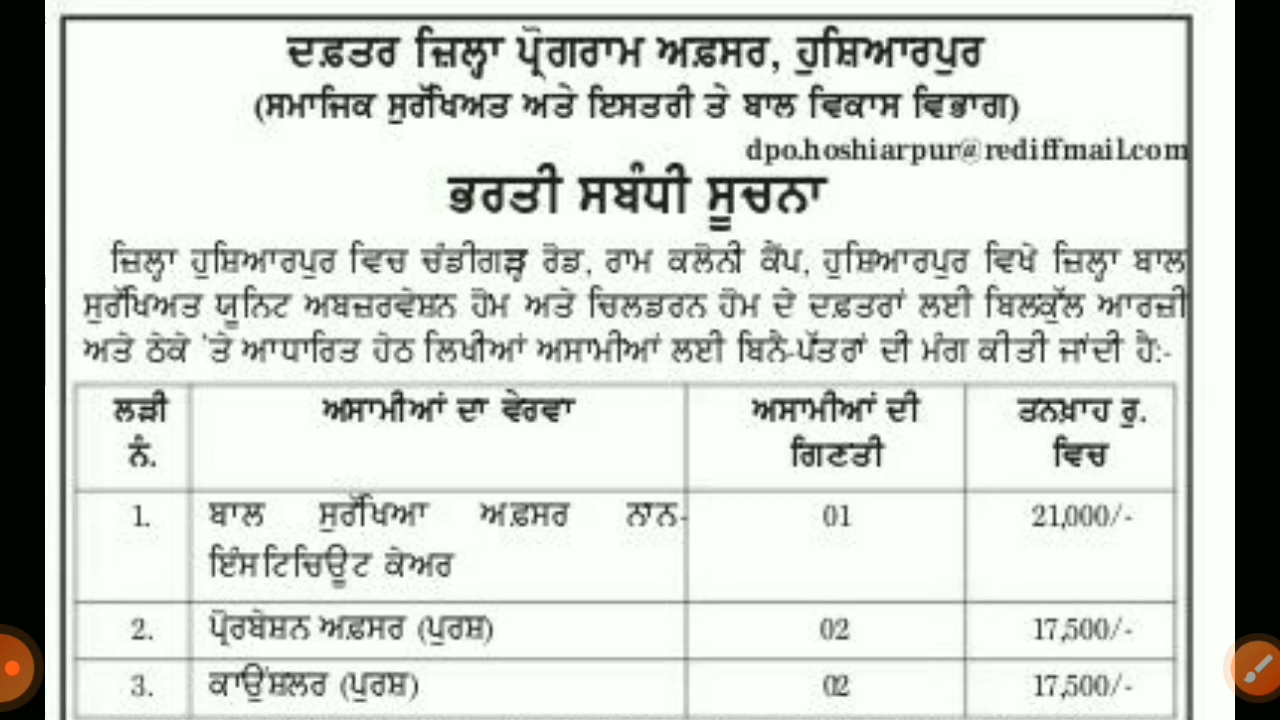 ਦਫ਼ਤਰ ਜ਼ਿਲ੍ਹਾ ਪ੍ਰੋਗਰਾਮ ਅਫ਼ਸਰ, ਹੁਸ਼ਿਆਰਪੁਰ
(ਸਮਾਜਿਕ ਸੁਰੱਖਿਅਤ ਅਤੇ ਇਸਤਰੀ ਤੇ ਬਾਲ ਵਿਕਾਸ ਵਿਭਾਗ)
dpo.hoshiarpur@rediffmail.com
ਭਰਤੀ ਸਬੰਧੀ ਸੂਚਨਾ
ਜ਼ਿਲ੍ਹਾ ਹੁਸ਼ਿਆਰਪੁਰ ਵਿਚ ਚੰਡੀਗੜ੍ਹ ਰੋਡ, ਰਾਮ ਕਲੋਨੀ ਕੈਂਪ, ਹੁਸ਼ਿਆਰਪੁਰ ਵਿਖੇ ਜ਼ਿਲ੍ਹਾ ਬਾਲ
ਸੁਰੱਖਿਅਤ ਯੂਨਿਟ ਅਬਜ਼ਰਵੇਸ਼ਨ ਹੋਮ ਅਤੇ ਚਿਲਡਰਨ ਹੋਮ ਦੇ ਦਫ਼ਤਰਾਂ ਲਈ ਬਿਲਕੁੱਲ ਆਰਜ਼ੀ
ਅਤੇ ਠੇਕੇ 'ਤੇ ਆਧਾਰਿਤ ਹੇਠ ਲਿਖੀਆਂ ਅਸਾਮੀਆਂ ਲਈ ਬਿਨੈ-ਪੱਤਰਾਂ ਦੀ ਮੰਗ ਕੀਤੀ ਜਾਂਦੀ ਹੈ:-
ਲੜੀ ਨੰ. ਅਸਾਮੀਆਂ ਦਾ ਵੇਰਵਾ ਅਸਾਮੀਆਂ ਦੀ ਗਿਣਤੀ ਤਨਖ਼ਾਹ ਰੁ. ਵਿਚ
1. ਬਾਲ ਸੁਰੱਖਿਆ ਅਫ਼ਸਰ ਨਾਨ- 01 21,000/-
ਇੰਸਟਿਚਿਊਟ ਕੇਅਰ
2. ਪ੍ਰੋਰਬੇਸ਼ਨ ਅਫ਼ਸਰ (ਪੁਰਸ਼) 02 17,500/-
3. ਕਾਊਂਸ਼ਲਰ (ਪੁਰਸ਼) 02 17,500/-